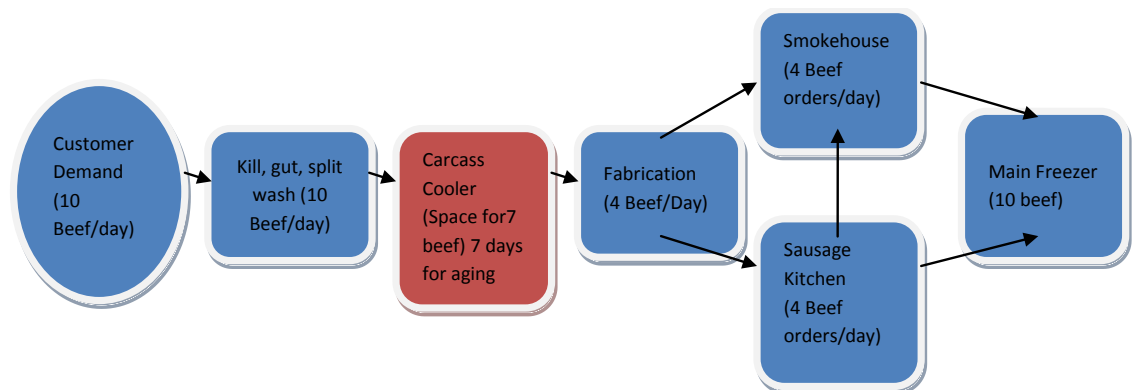 Customer
Demand
(10
Beef/day)
Kill, gut, split
wash (10
Beef/day)
Carcass
Cooler
(Space for7
beef) 7 days
for aging
Fabrication
(4 Beef/Day)
Smokehouse
(4 Beef
orders/day)
Sausage
Kitchen
(4 Beef
orders/day)
Main Freezer
(10 beef)